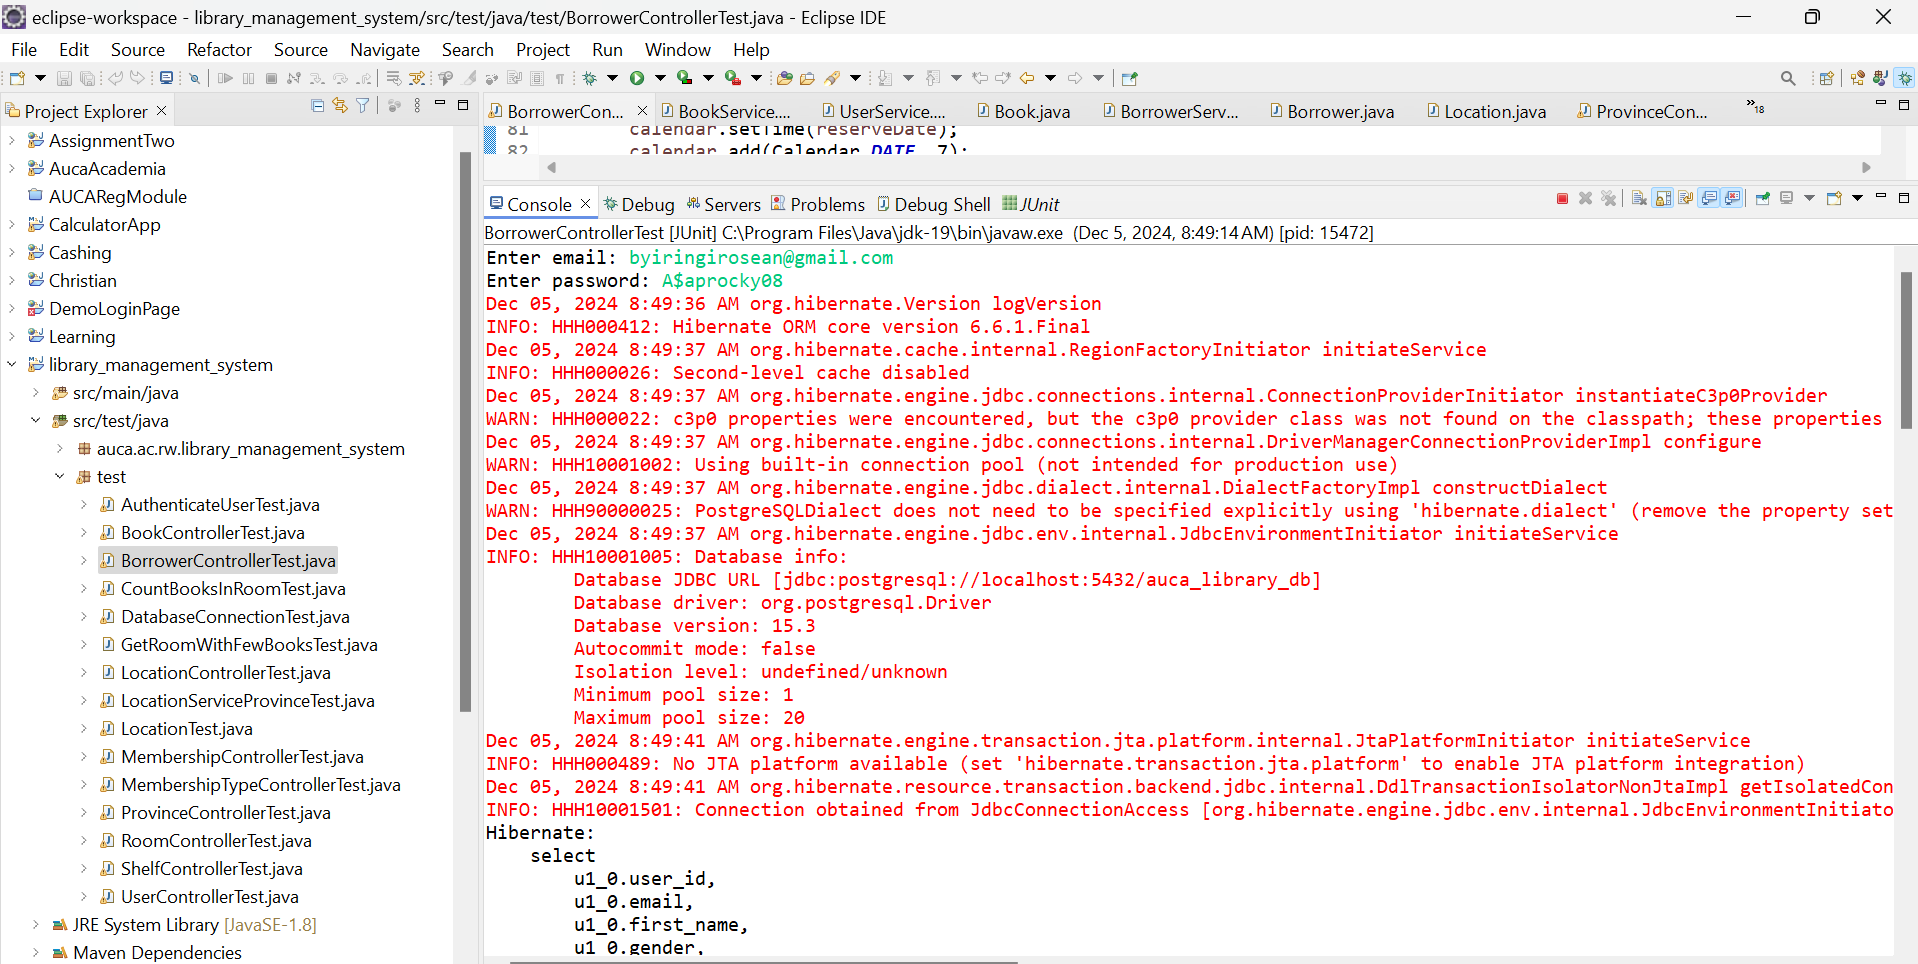 eclipse-workspace - library_management_system/src/test/java/test/BorrowerControllerTest.java - Eclipse IDE
File Edit Source Refactor Source Navigate Search Project Run Window Help
Project Explorer
AssignmentTwo
AucaAcademia
AUCARegModule
CalculatorApp
Cashing
Christian
DemoLoginPage
Learning
library_management_system
src/main/java
src/test/java
auca.ac.rw.library_management_system
test
AuthenticateUserTest.java
BookControllerTest.java
BorrowerControllerTest.java
CountBooksInRoomTest.java
DatabaseConnectionTest.java
GetRoomWithFewBooksTest.java
LocationControllerTest.java
LocationServiceProvinceTest.java
LocationTest.java
MembershipControllerTest.java
MembershipTypeControllerTest.java
ProvinceControllerTest.java
RoomControllerTest.java
ShelfControllerTest.java
UserControllerTest.java
JRE System Library [JavaSE-1.8]
Maven Dependencies
BorrowerCon... BookService.... UserService.... Book.java BorrowerServ... Borrower.java Location.java ProvinceCon... »18
81 calendar.setTime(reserveDate);
82 calendar.add(Calendar.DATE, 7);
Console Debug Servers Problems Debug Shell JUnit
BorrowerControllerTest [JUnit] C:\Program Files\Java\jdk-19\bin\javaw.exe (Dec 5, 2024, 8:49:14 AM) [pid: 15472]
Enter email: byiringirosean@gmail.com
Enter password: A$aprocky08
Dec 05, 2024 8:49:36 AM org.hibernate.Version logVersion
INFO: HHH000412: Hibernate ORM core version 6.6.1.Final
Dec 05, 2024 8:49:37 AM org.hibernate.cache.internal.RegionFactoryInitiator initiateService
INFO: HHH000026: Second-level cache disabled
Dec 05, 2024 8:49:37 AM org.hibernate.engine.jdbc.connections.internal.ConnectionProviderInitiator instantiateC3p0Provider
WARN: HHH000022: c3p0 properties were encountered, but the c3p0 provider class was not found on the classpath; these properties
Dec 05, 2024 8:49:37 AM org.hibernate.engine.jdbc.connections.internal.DriverManagerConnectionProviderImpl configure
WARN: HHH10001002: Using built-in connection pool (not intended for production use)
Dec 05, 2024 8:49:37 AM org.hibernate.engine.jdbc.dialect.internal.DialectFactoryImpl constructDialect
WARN: HHH90000025: PostgreSQLDialect does not need to be specified explicitly using 'hibernate.dialect' (remove the property set
Dec 05, 2024 8:49:37 AM org.hibernate.engine.jdbc.env.internal.JdbcEnvironmentInitiator initiateService
INFO: HHH10001005: Database info:
Database JDBC URL [jdbc:postgresql://localhost:5432/auca_library_db]
Database driver: org.postgresql.Driver
Database version: 15.3
Autocommit mode: false
Isolation level: undefined/unknown
Minimum pool size: 1
Maximum pool size: 20
Dec 05, 2024 8:49:41 AM org.hibernate.engine.transaction.jta.platform.internal.JtaPlatformInitiator initiateService
INFO: HHH000489: No JTA platform available (set 'hibernate.transaction.jta.platform' to enable JTA platform integration)
Dec 05, 2024 8:49:41 AM org.hibernate.resource.transaction.backend.jdbc.internal.DdlTransactionIsolatorNonJtaImpl getIsolatedCon
INFO: HHH10001501: Connection obtained from JdbcConnectionAccess [org.hibernate.engine.jdbc.env.internal.JdbcEnvironmentInitiato
Hibernate:
select
u1_0.user_id,
u1_0.email,
u1_0.first_name,
u1_0.gender,